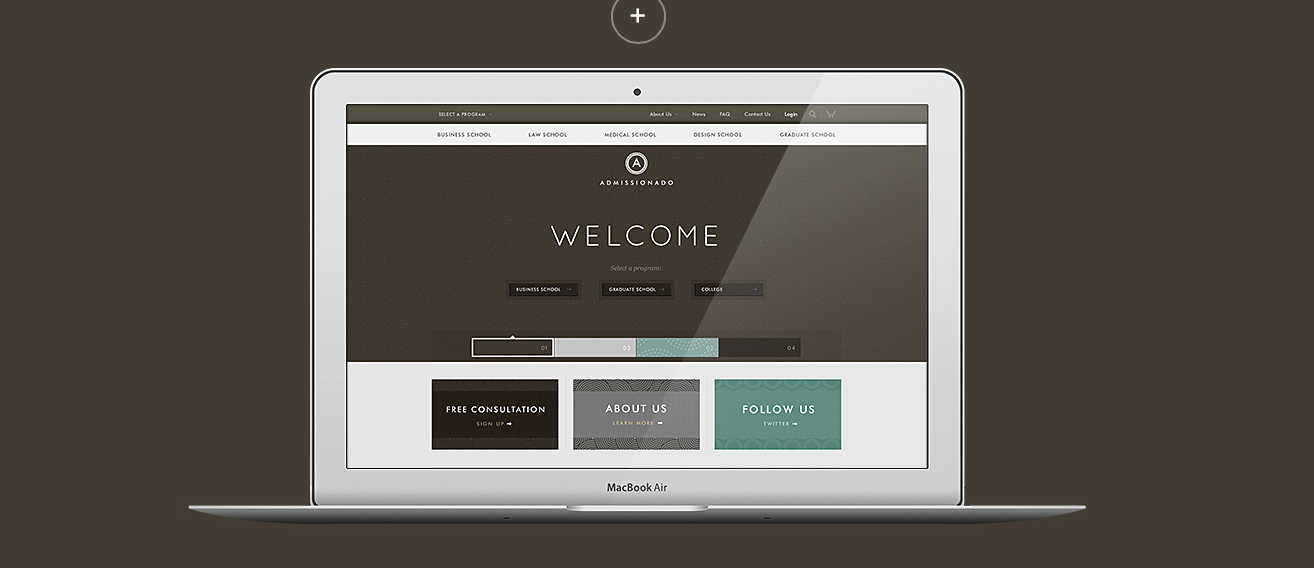 +
SELECT A PROGRAM
About Us News FAQ Contact Us Login
BUSINESS SCHOOL LAW SCHOOL MEDICAL SCHOOL DESIGN SCHOOL GRADUATE SCHOOL
A
ADMISSIONADO
WELCOME
Select a program:
BUSINESS SCHOOL → GRADUATE SCHOOL → COLLEGE →
01 02 03 04
FREE CONSULTATION
SIGN UP ➡
ABOUT US
LEARN MORE ➡
FOLLOW US
TWITTER ➡
MacBook Air